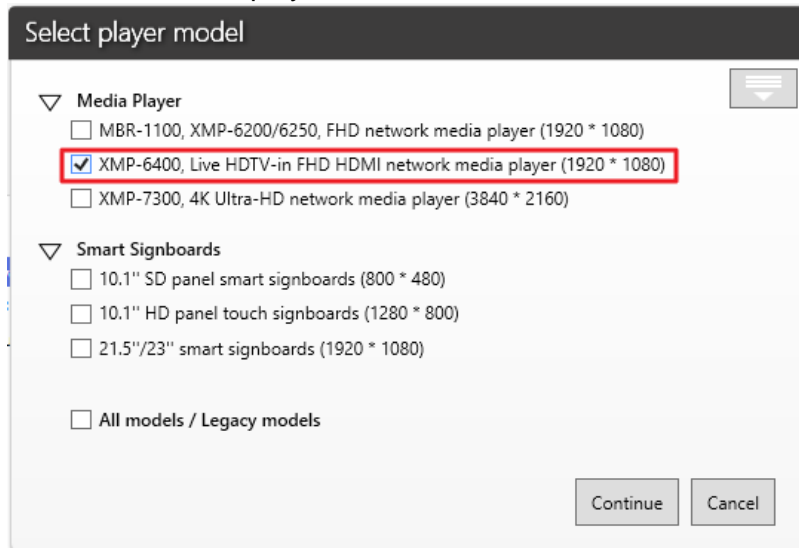 Select player model
Media Player
MBR-1100, XMP-6200/6250, FHD network media player (1920 * 1080)
XMP-6400, Live HDTV-in FHD HDMI network media player (1920 * 1080)
XMP-7300, 4K Ultra-HD network media player (3840 * 2160)
Smart Signboards
10.1'' SD panel smart signboards (800 * 480)
10.1'' HD panel touch signboards (1280 * 800)
21.5''/23'' smart signboards (1920 * 1080)
All models / Legacy models
Continue Cancel